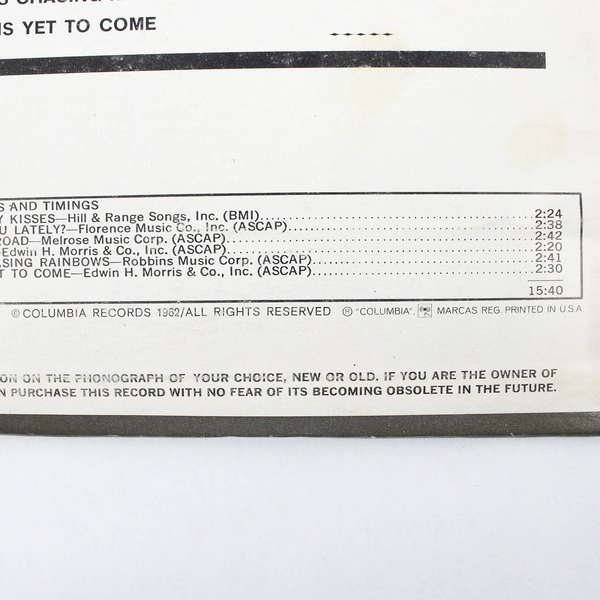 IS YET TO COME
S AND TIMINGS
Y KISSES—Hill & Range Songs, Inc. (BMI) 2:24
U LATELY?—Florence Music Co., Inc. (ASCAP) 2:38
ROAD—Melrose Music Corp. (ASCAP) 2:42
Edwin H. Morris & Co., Inc. (ASCAP) 2:20
ASING RAINBOWS—Robbins Music Corp. (ASCAP) 2:41
T TO COME—Edwin H. Morris & Co., Inc. (ASCAP) 2:30
15:40
© COLUMBIA RECORDS 1962/ALL RIGHTS RESERVED ® "COLUMBIA", MARCAS REG. PRINTED IN U.S.A.
ON ON THE PHONOGRAPH OF YOUR CHOICE, NEW OR OLD. IF YOU ARE THE OWNER OF
N PURCHASE THIS RECORD WITH NO FEAR OF ITS BECOMING OBSOLETE IN THE FUTURE.